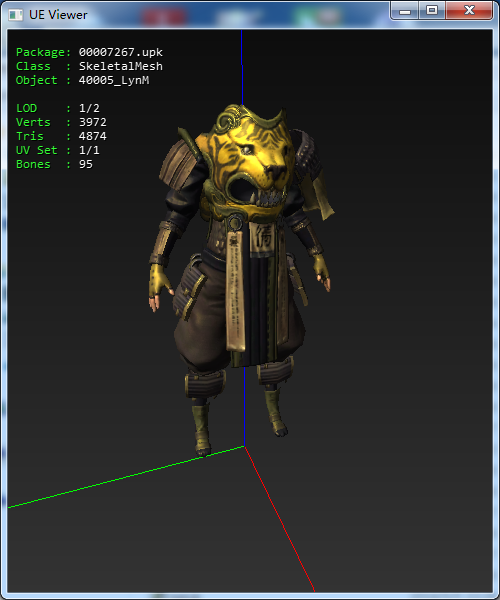 UE Viewer
Package: 00007267.upk
Class : SkeletalMesh
Object : 40005_LynM
LOD : 1/2
Verts : 3972
Tris : 4874
UV Set : 1/1
Bones : 95